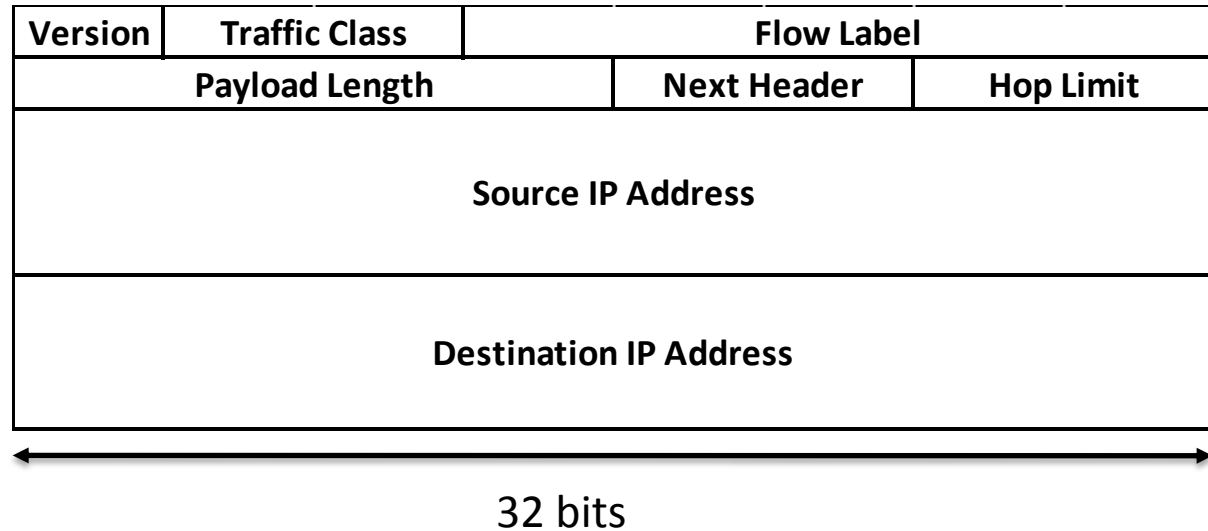 Version Traffic Class Flow Label
Payload Length Next Header Hop Limit
Source IP Address
Destination IP Address
32 bits